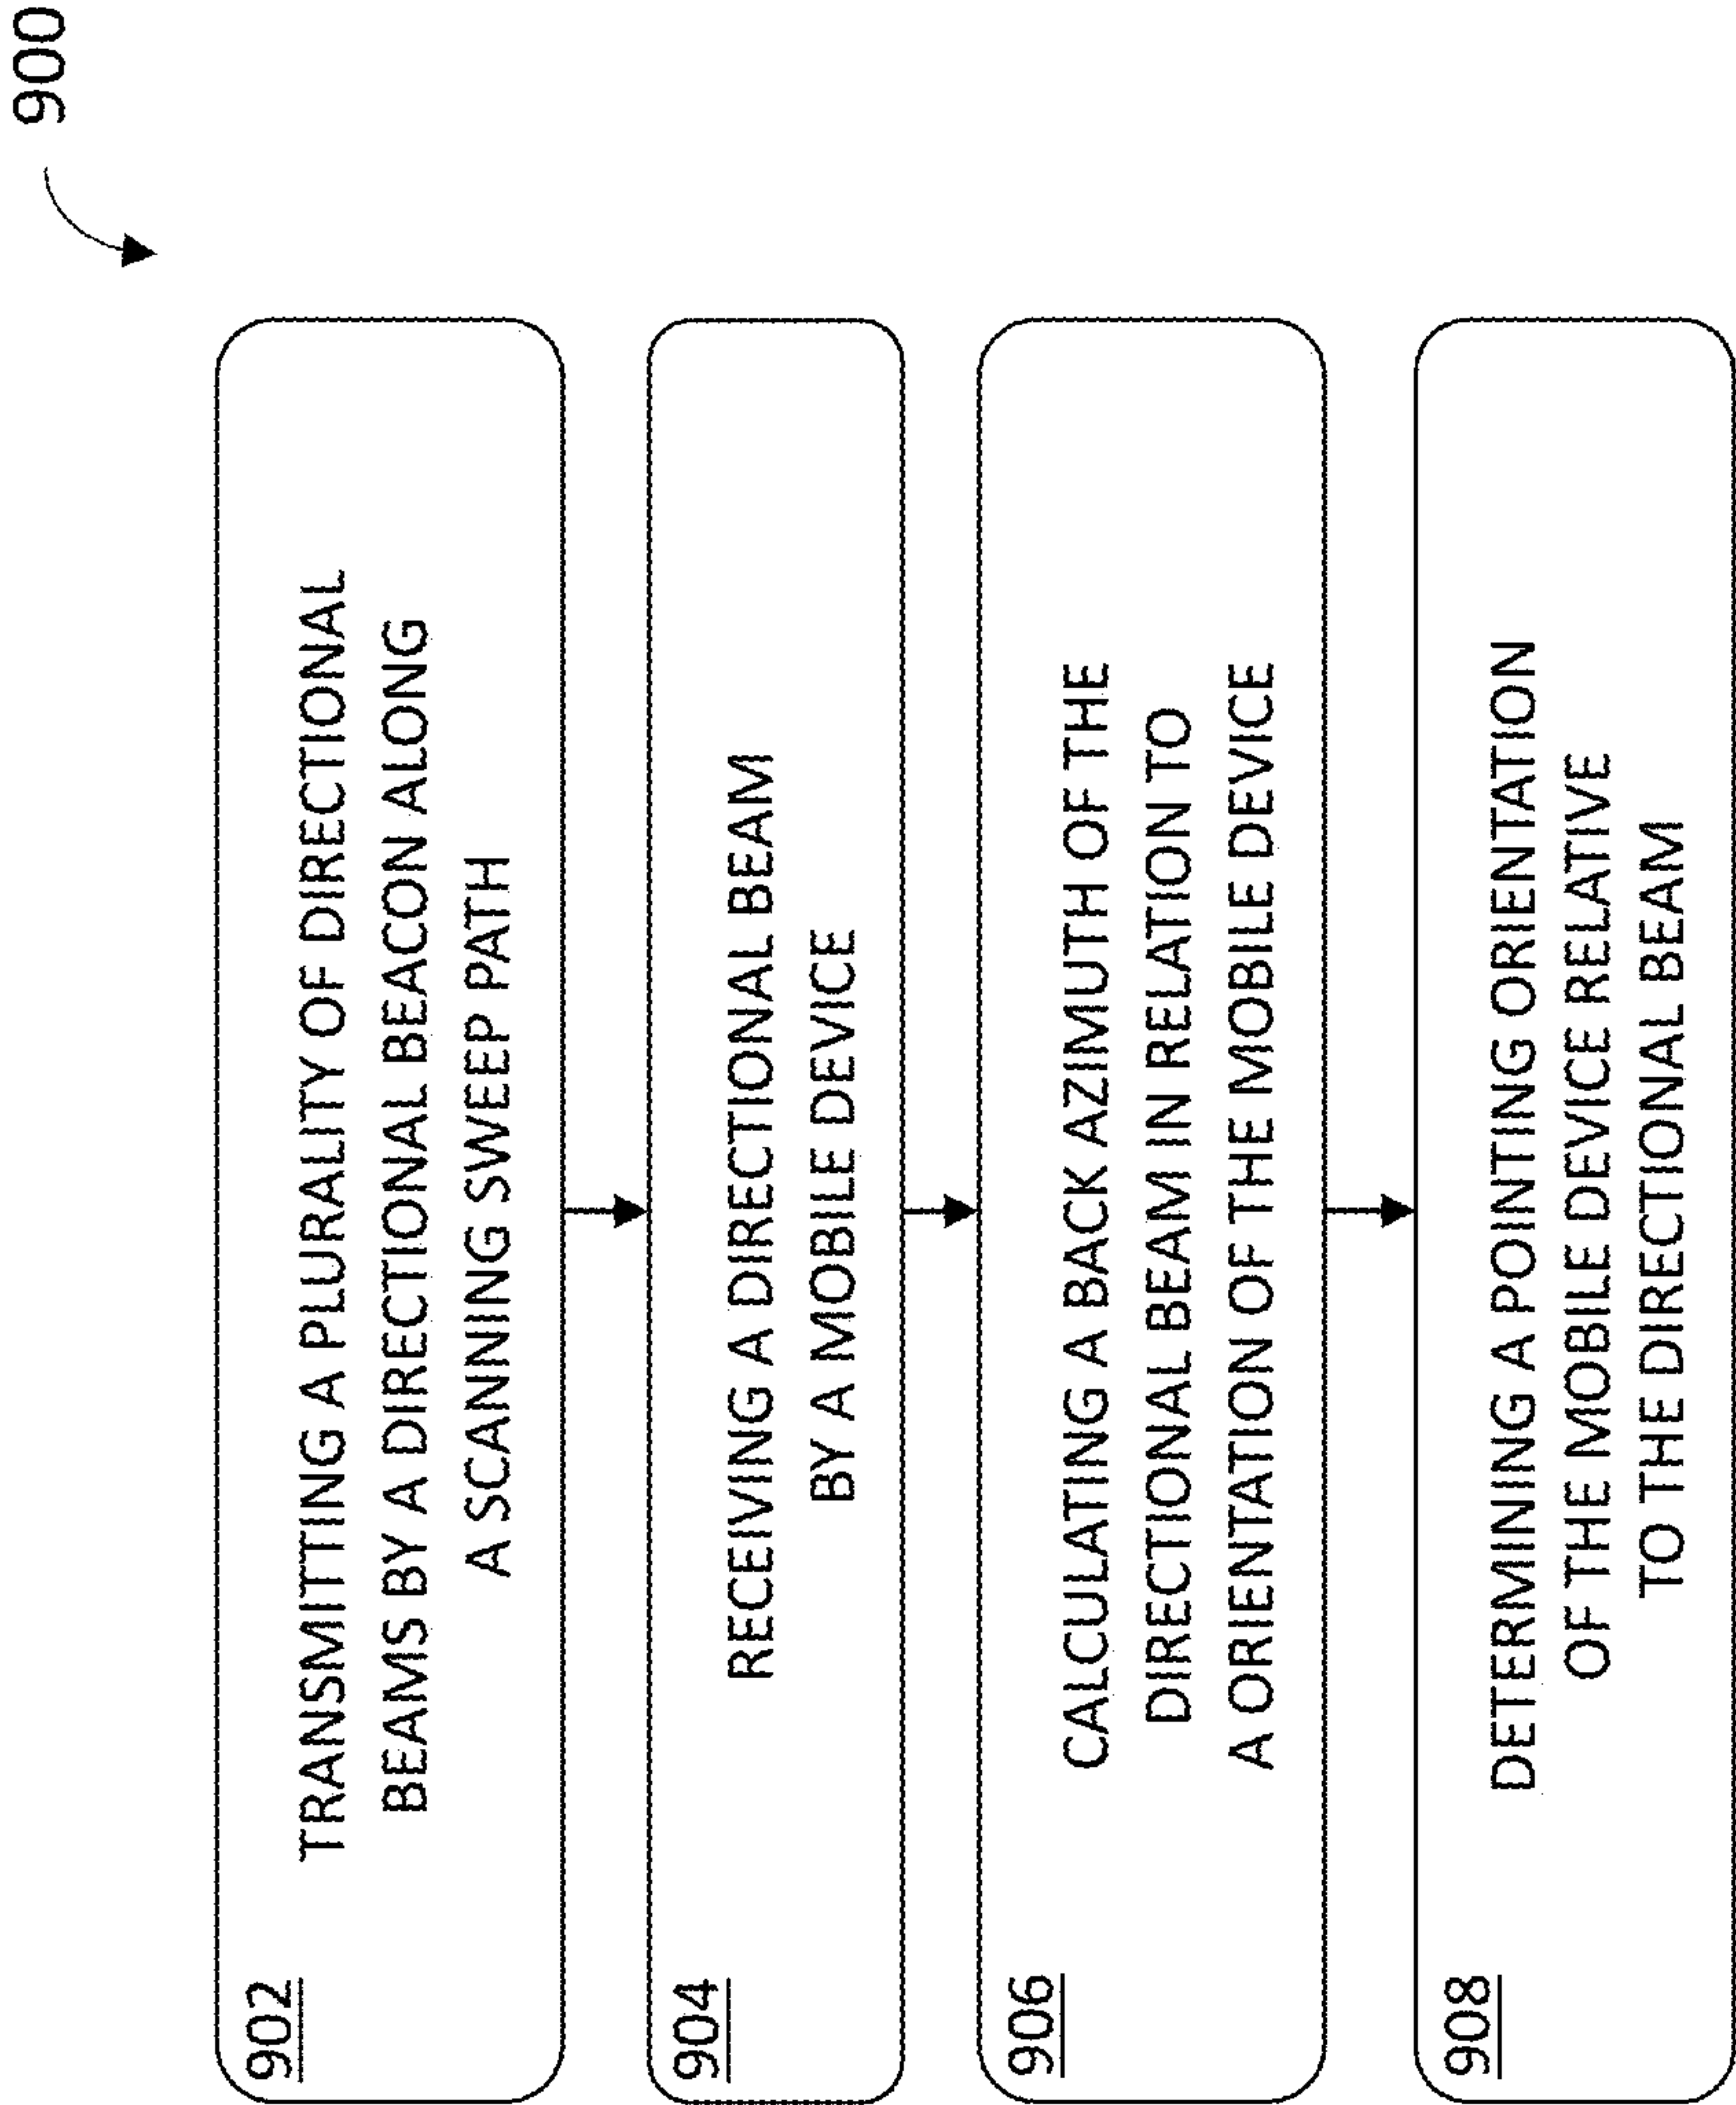 900
902
TRANSMITTING A PLURALITY OF DIRECTIONAL
BEAMS BY A DIRECTIONAL BEACON ALONG
A SCANNING SWEEP PATH
904
RECEIVING A DIRECTIONAL BEAM
BY A MOBILE DEVICE
906
CALCULATING A BACK AZIMUTH OF THE
DIRECTIONAL BEAM IN RELATION TO
A ORIENTATION OF THE MOBILE DEVICE
908
DETERMINING A POINTING ORIENTATION
OF THE MOBILE DEVICE RELATIVE
TO THE DIRECTIONAL BEAM